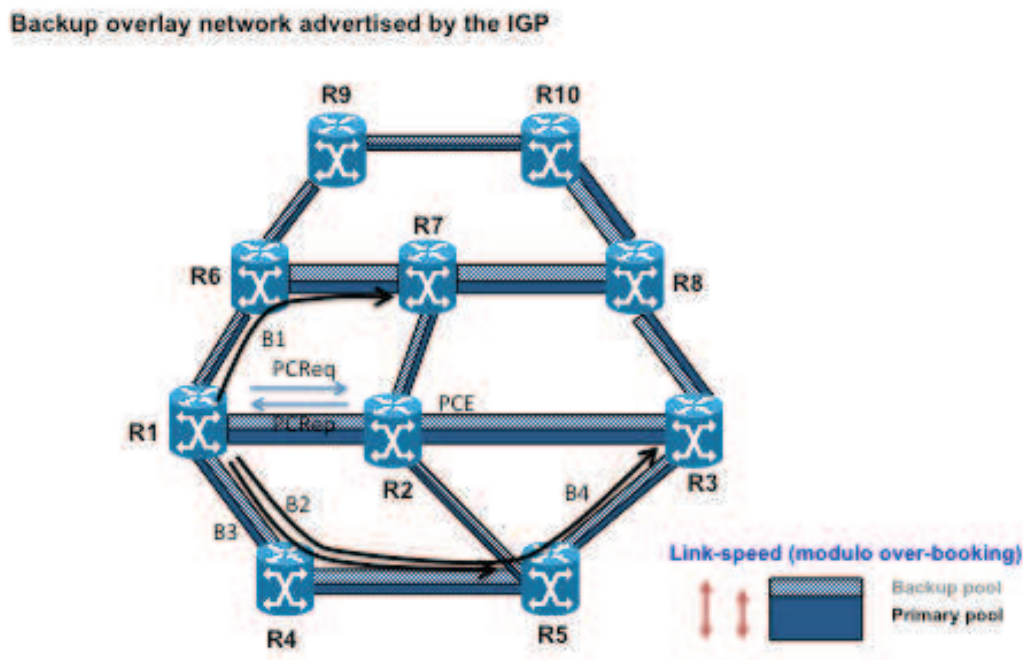 Backup overlay network advertised by the IGP
R9
R10
R7
R6
R8
B1
PCReq
PCE
PCRep
R1
R2
R3
B2
B4
B3
Link-speed (modulo over-booking)
Backup pool
Primary pool
R4
R5